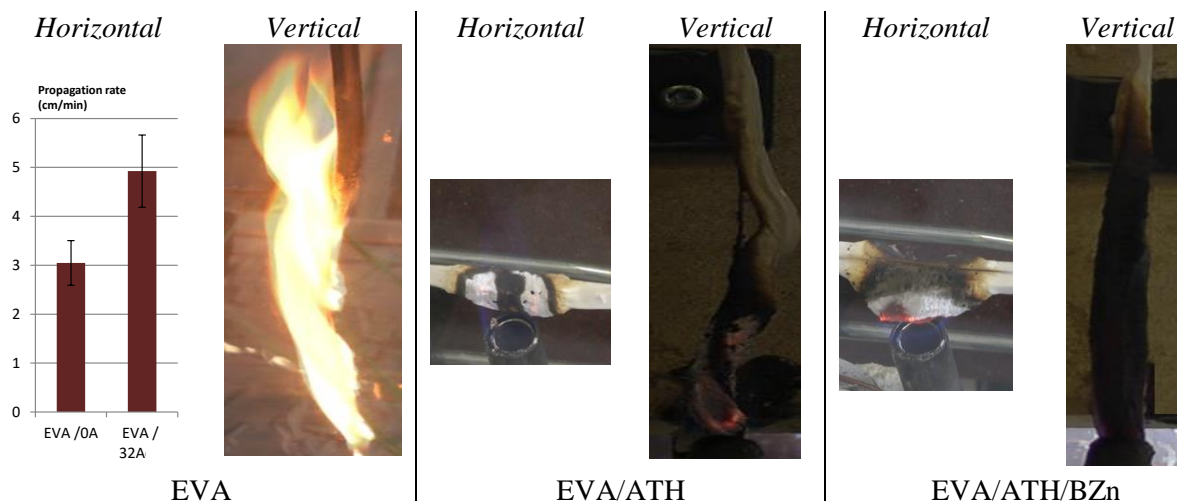 Horizontal Vertical Horizontal Vertical Horizontal Vertical
Propagation rate
(cm/min)
6
5
4
3
2
1
0
EVA /0A EVA /
32A
EVA EVA/ATH EVA/ATH/BZn